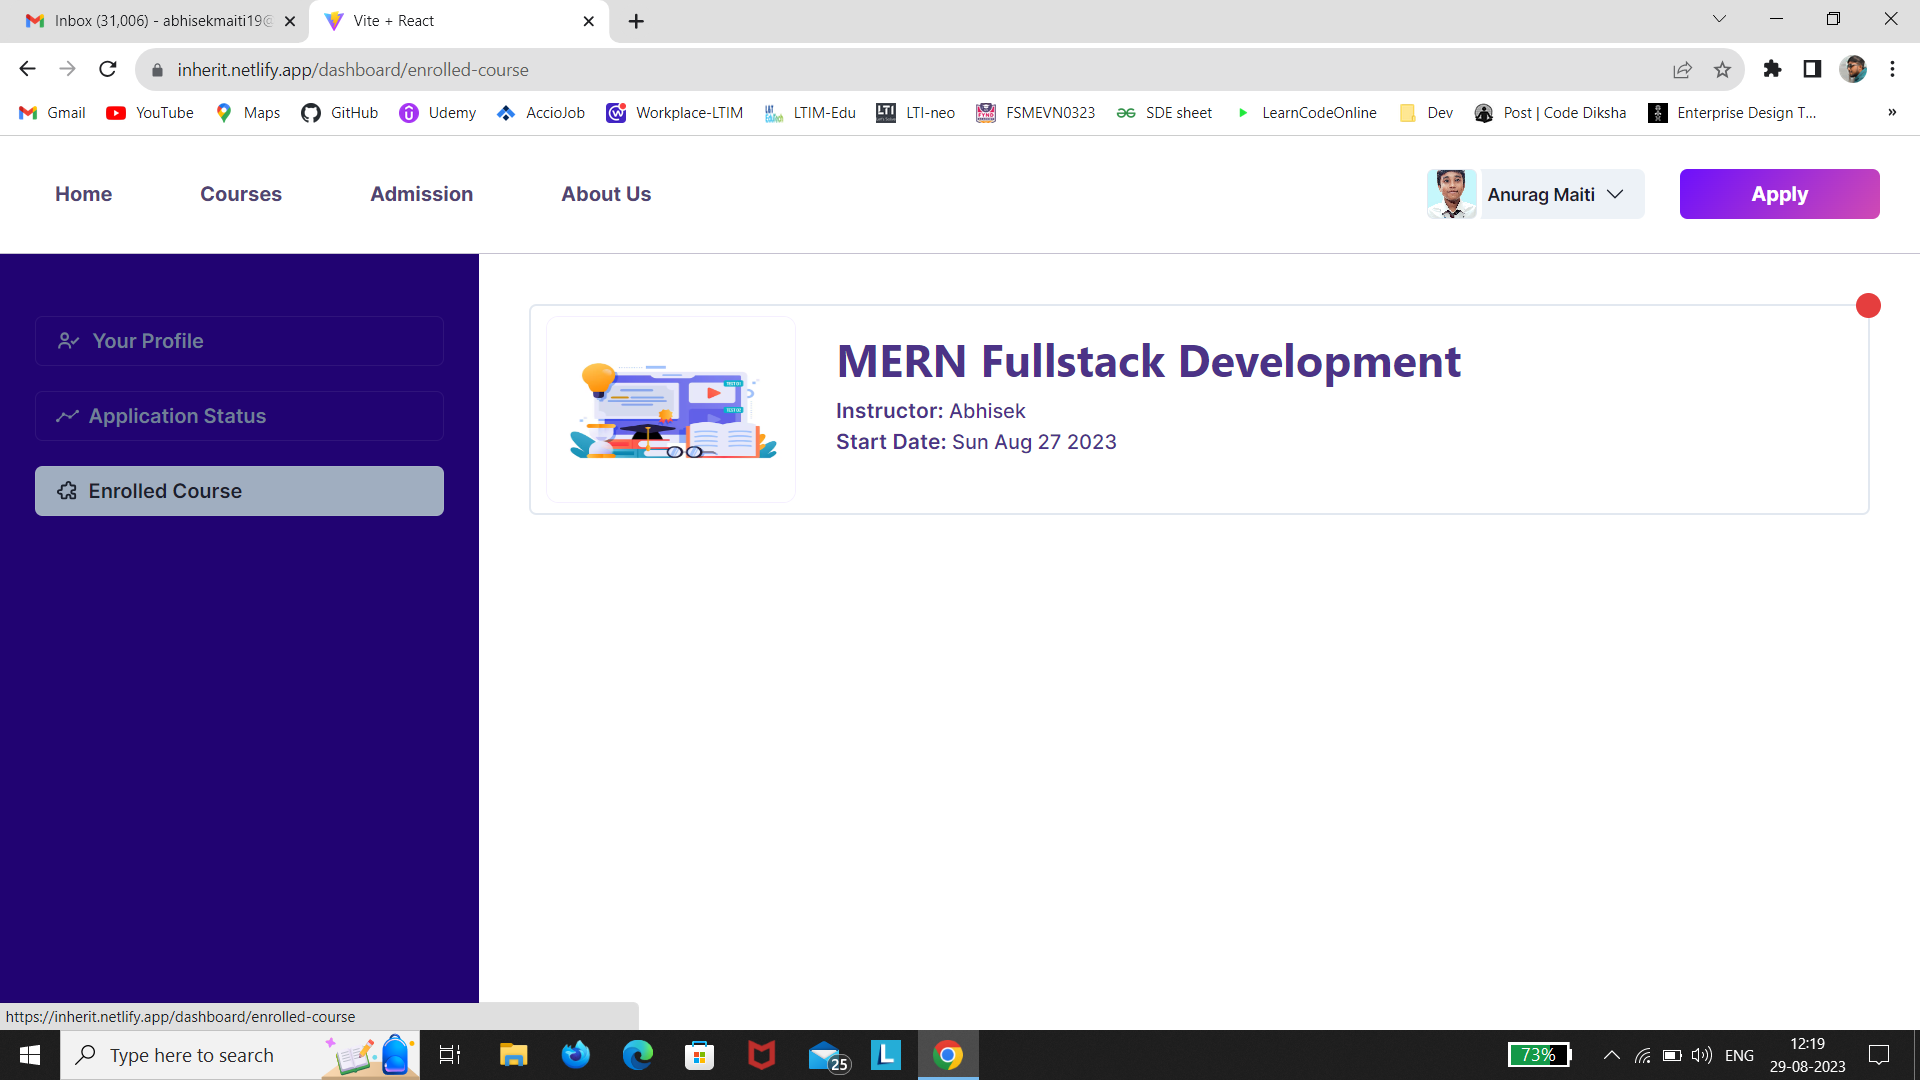 Inbox (31,006) - abhisekmaiti19@
Vite + React
inherit.netlify.app/dashboard/enrolled-course
Gmail
YouTube
Maps
GitHub
Udemy
AccioJob
Workplace-LTIM
LTIM-Edu
LTI-neo
FSMEVN0323
SDE sheet
LearnCodeOnline
Dev
Post | Code Diksha
Enterprise Design T...
»
Home
Courses
Admission
About Us
Anurag Maiti
Apply
Your Profile
Application Status
Enrolled Course
MERN Fullstack Development
Instructor: Abhisek
Start Date: Sun Aug 27 2023
https://inherit.netlify.app/dashboard/enrolled-course
Type here to search
25
L
73%
ENG
12:19
29-08-2023